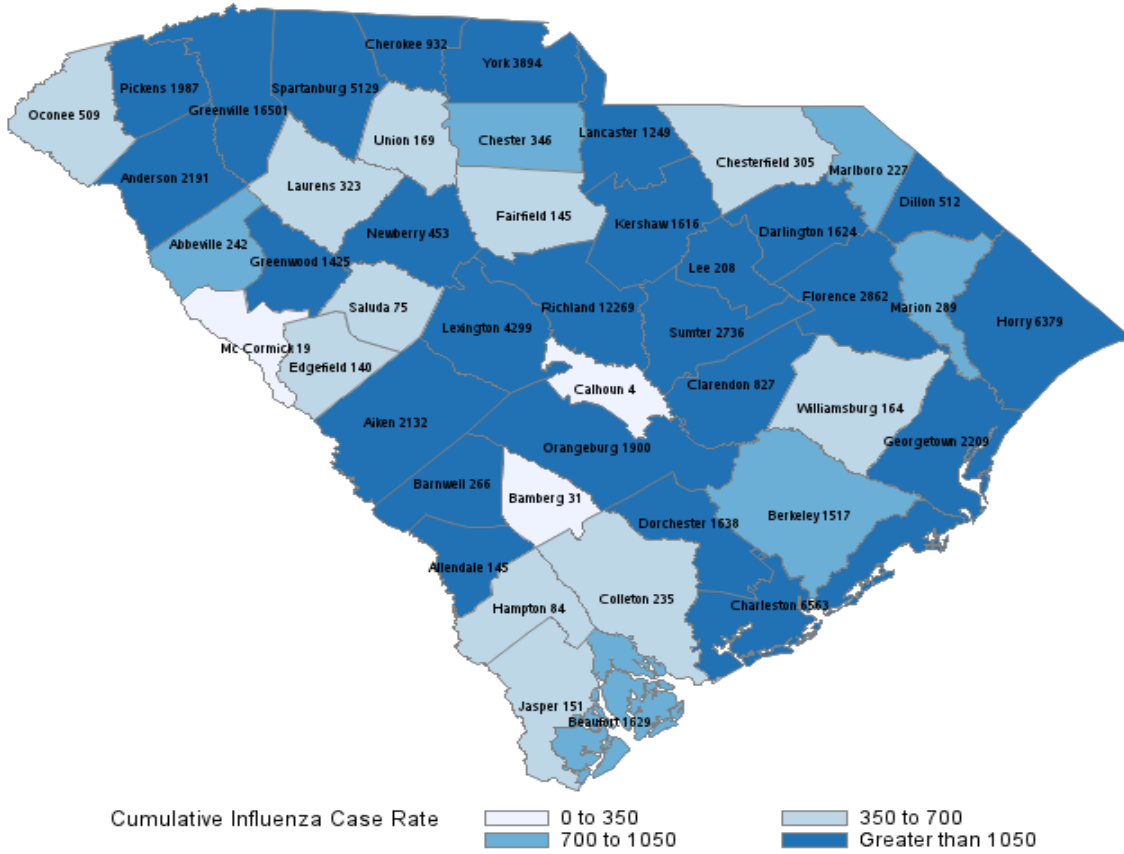 Cherokee 932
York 3894
Pickens 1987
Spartanburg 5129
Oconee 509
Greenville 16501
Lancaster 1249
Union 169
Chester 346
Chesterfield 305
Marlboro 227
Anderson 2191
Laurens 323
Dillon 512
Fairfield 145
Kershaw 1616
Darlington 1624
Newberry 453
Abbeville 242
Greenwood 1425
Lee 208
Saluda 75
Richland 12269
Florence 2862
Marion 289
Horry 6379
Lexington 4299
Sumter 2736
Mc Cormick 19
Edgefield 140
Calhoun 4
Clarendon 827
Williamsburg 164
Aiken 2132
Orangeburg 1900
Georgetown 2209
Barnwell 266
Bamberg 31
Berkeley 1517
Dorchester 1638
Allendale 145
Hampton 84
Colleton 235
Charleston 6563
Jasper 151
Beaufort 1629
Cumulative Influenza Case Rate
0 to 350
350 to 700
700 to 1050
Greater than 1050